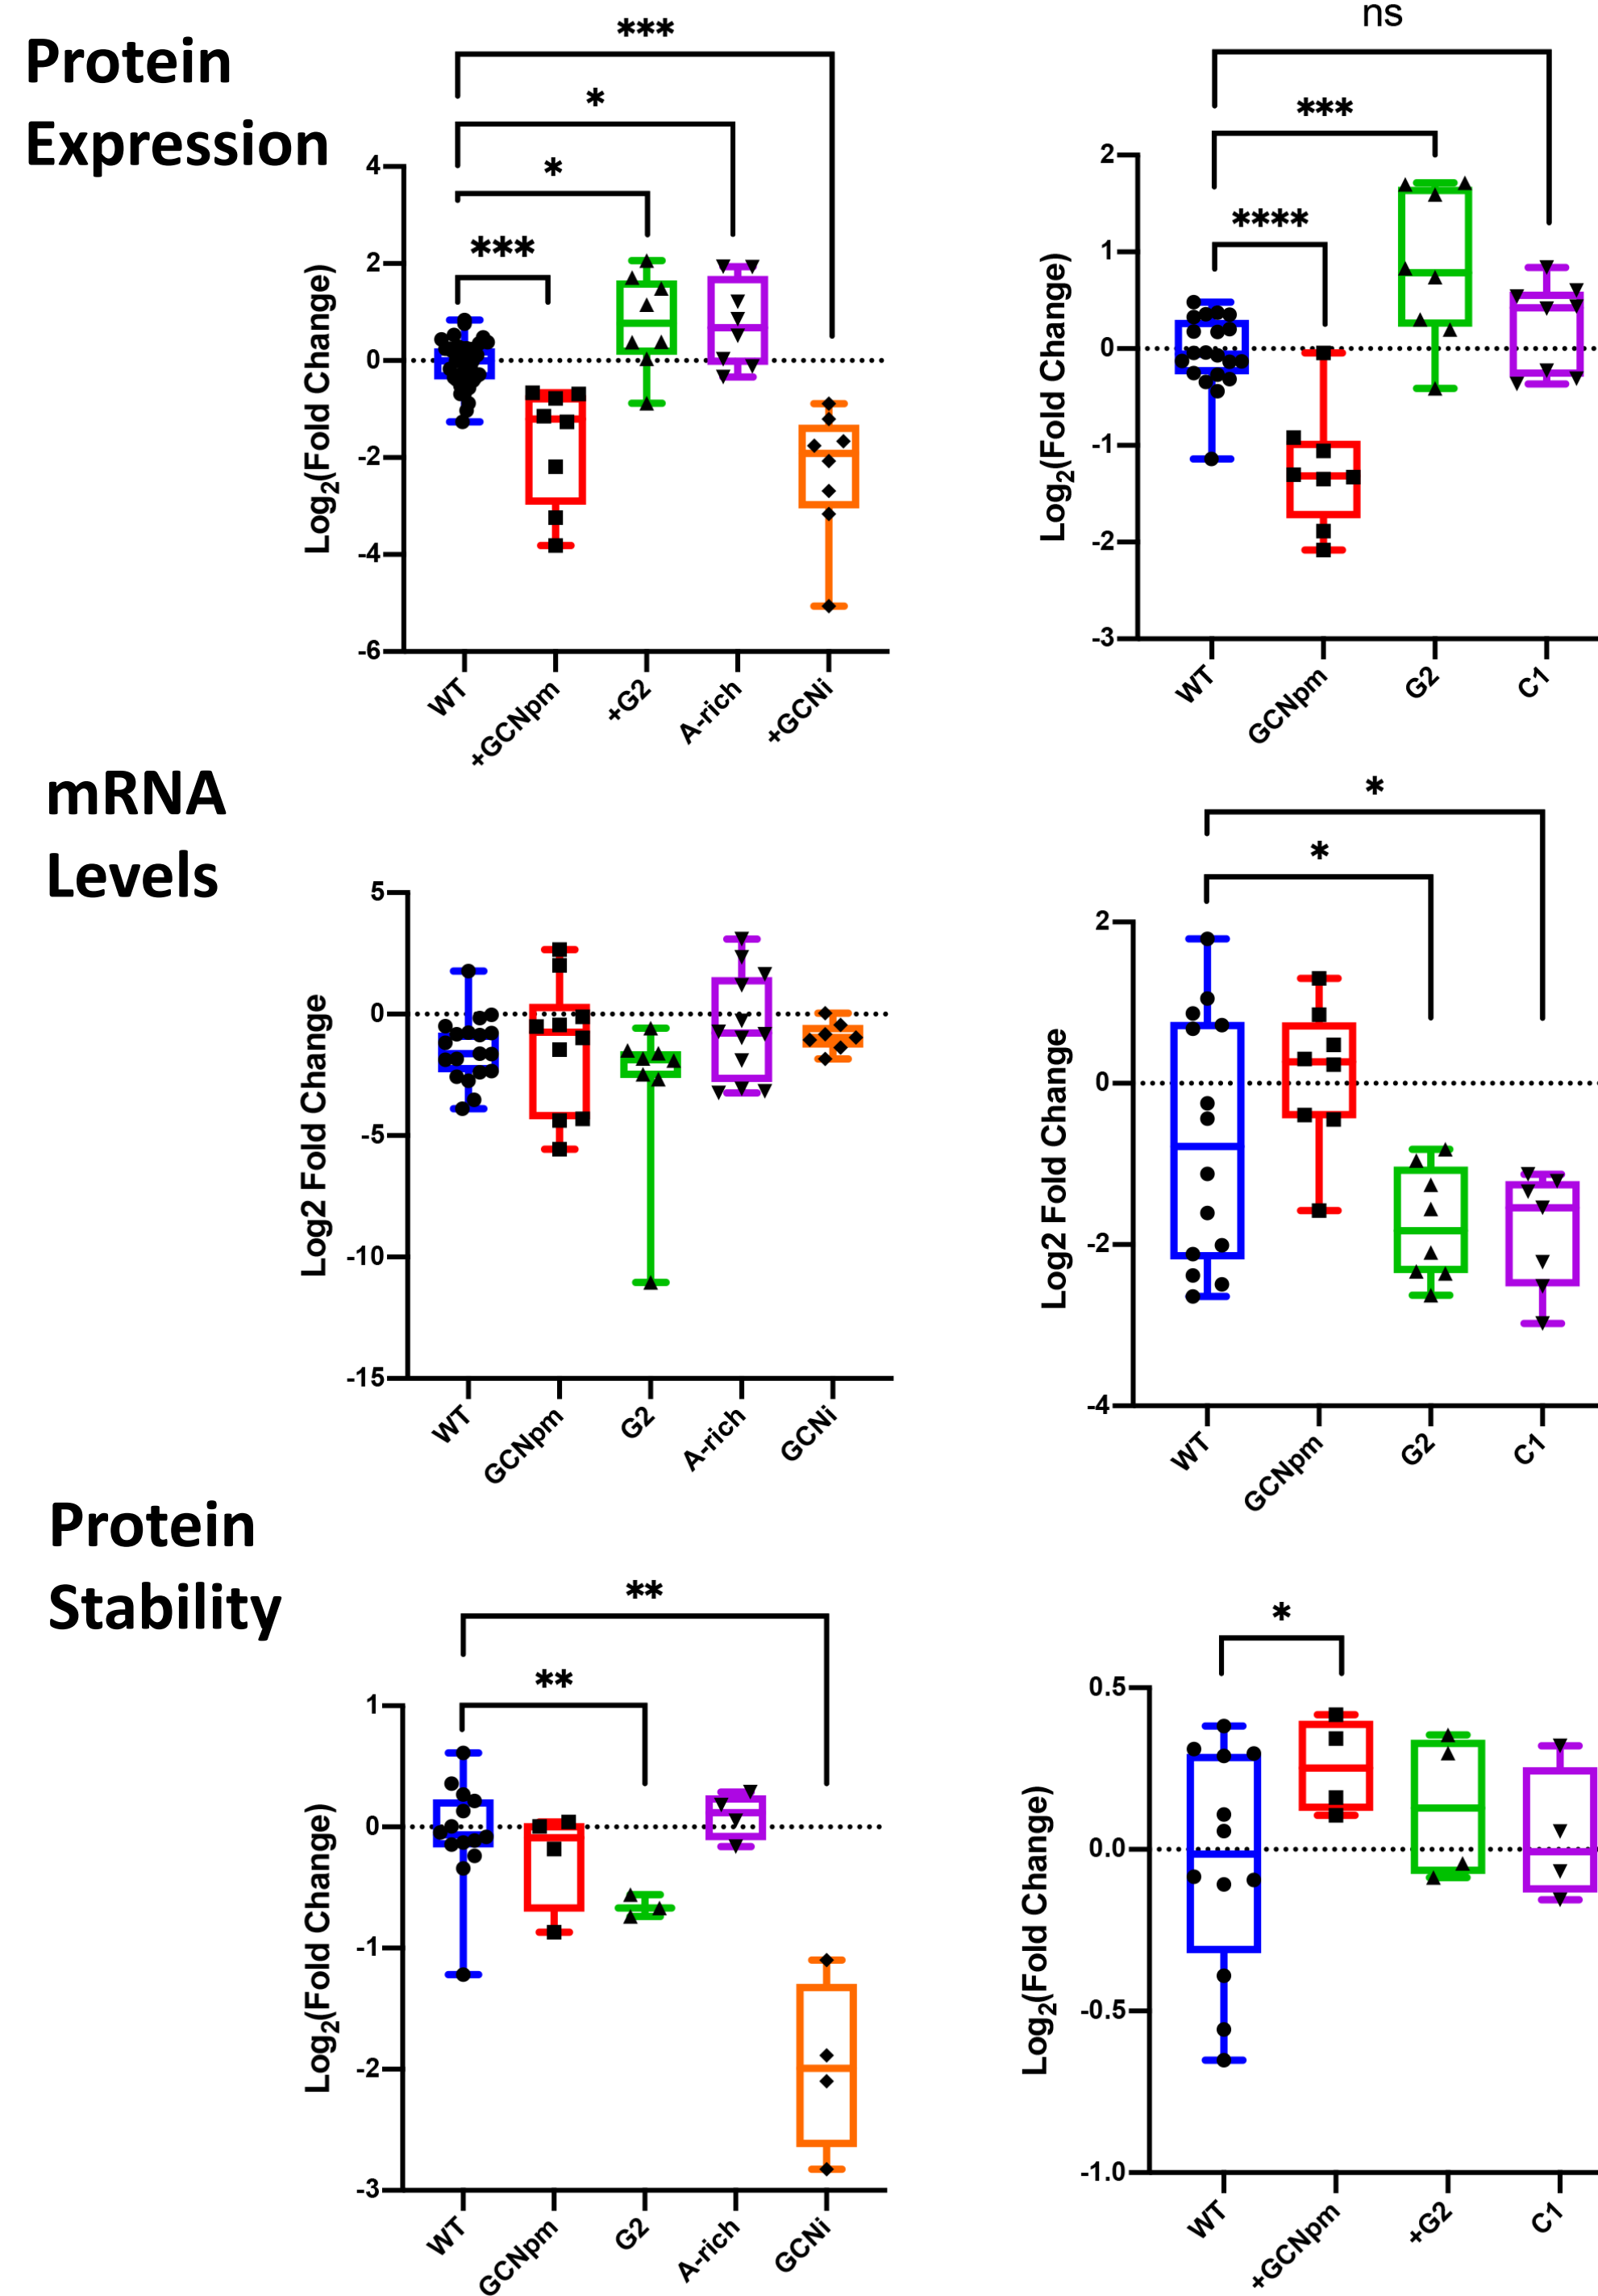 Protein
Expression
***
*
*
***
4
2
0
-2
-4
-6
Log2(Fold Change)
WT
+GCNpm
+G2
A-rich
+GCNi
ns
***
****
2
1
0
-1
-2
-3
Log2(Fold Change)
WT
GCNpm
G2
C1
mRNA
Levels
5
0
-5
-10
-15
Log2 Fold Change
WT
GCNpm
G2
A-rich
GCNi
*
*
2
0
-2
-4
Log2 Fold Change
WT
GCNpm
G2
C1
Protein
Stability
**
**
1
0
-1
-2
-3
Log2(Fold Change)
WT
GCNpm
G2
A-rich
GCNi
*
0.5
0.0
-0.5
-1.0
Log2(Fold Change)
WT
+GCNpm
+G2
C1